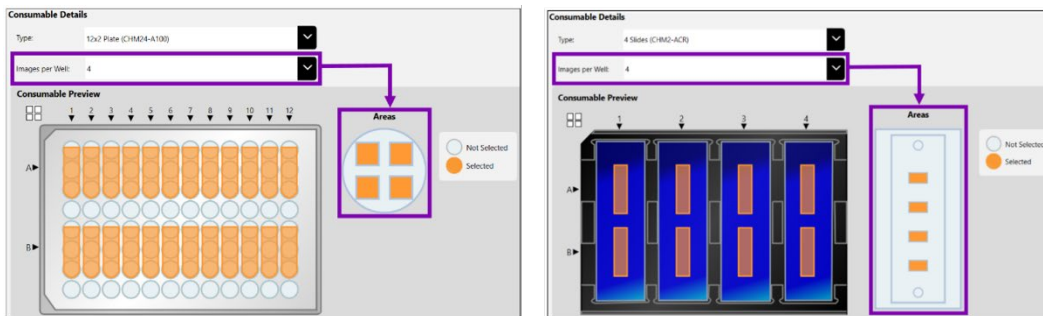 Consumable Details
Type: 12x2 Plate (CHM24-A100)
Images per Well: 4
Consumable Preview
1 2 3 4 5 6 7 8 9 10 11 12
Areas
Not Selected
Selected
A
B
Consumable Details
Type: 4 Slides (CHM2-ACR)
Images per Well: 4
Consumable Preview
1 2 3 4
Areas
Not Selected
Selected
A
B